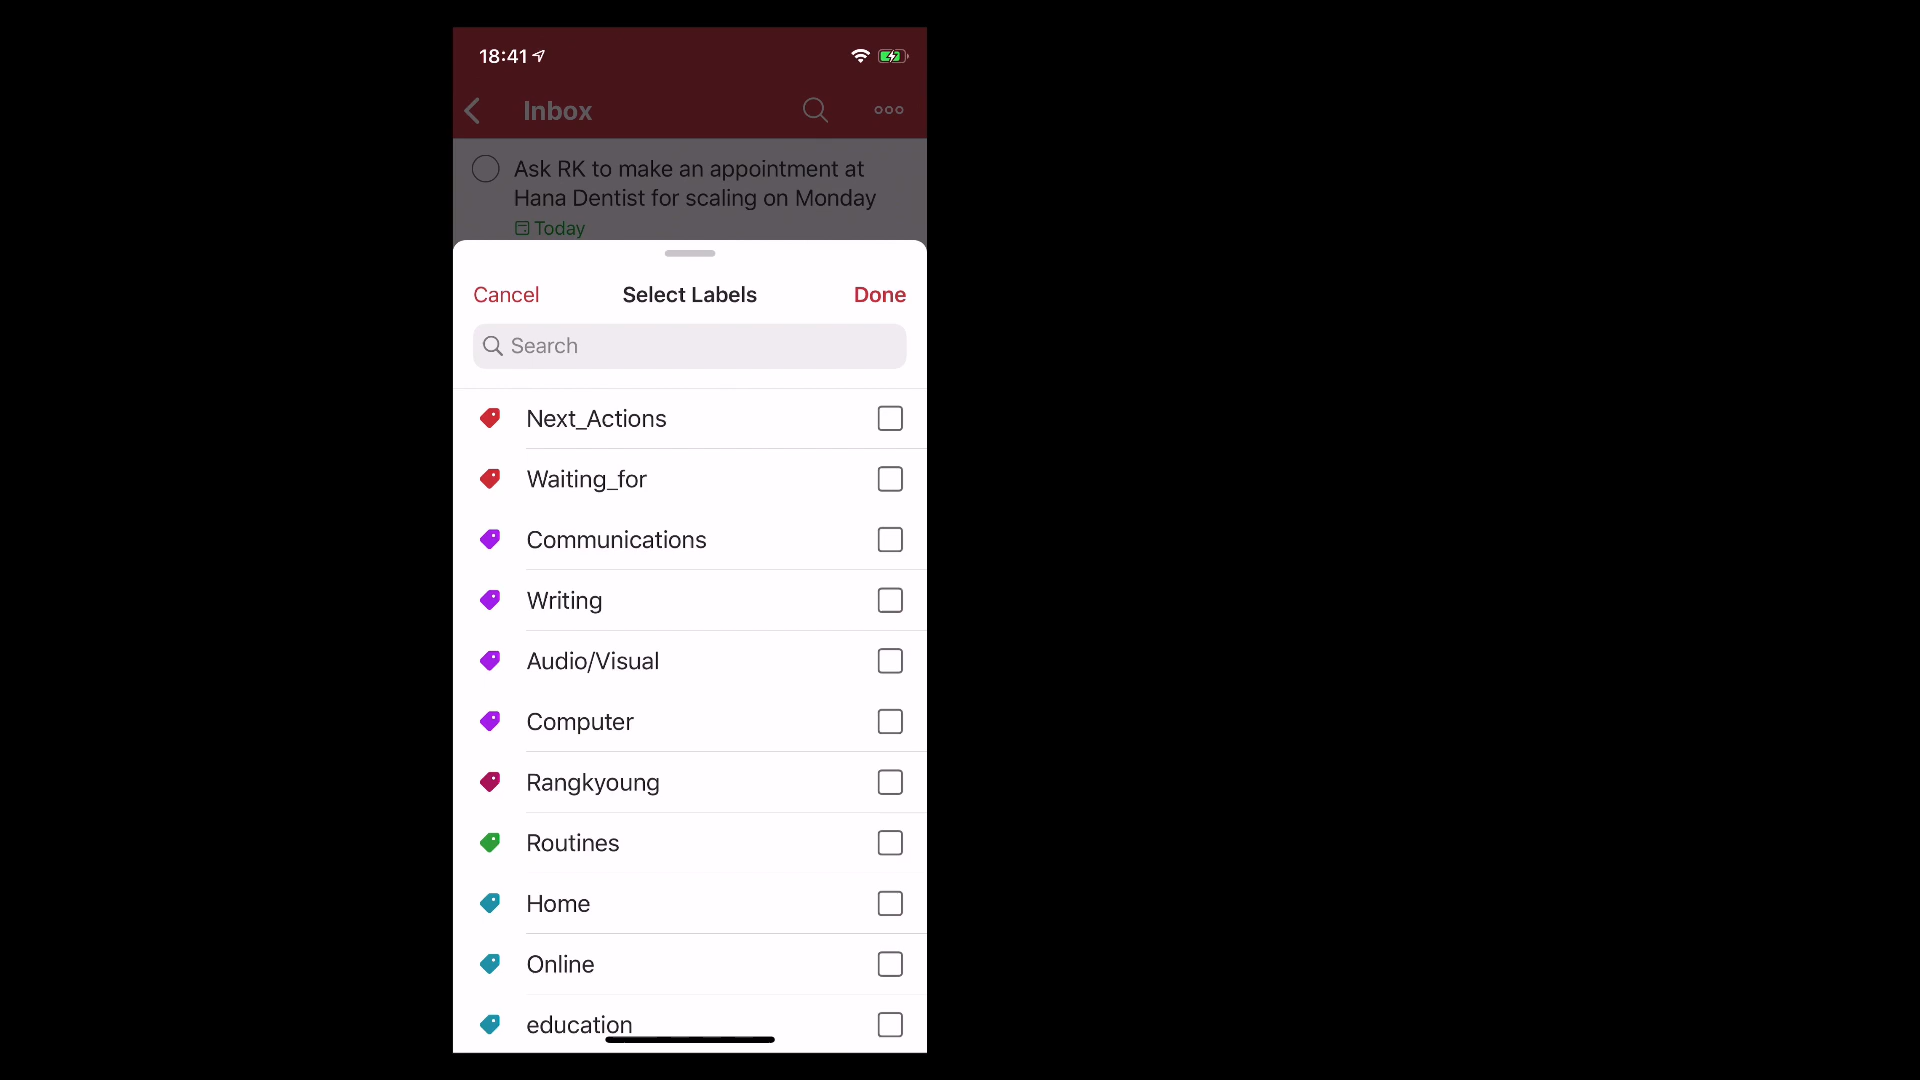 18:41
Inbox
Ask RK to make an appointment at
Hana Dentist for scaling on Monday
Today
Cancel
Select Labels
Done
Search
Next_Actions
Waiting_for
Communications
Writing
Audio/Visual
Computer
Rangkyoung
Routines
Home
Online
education